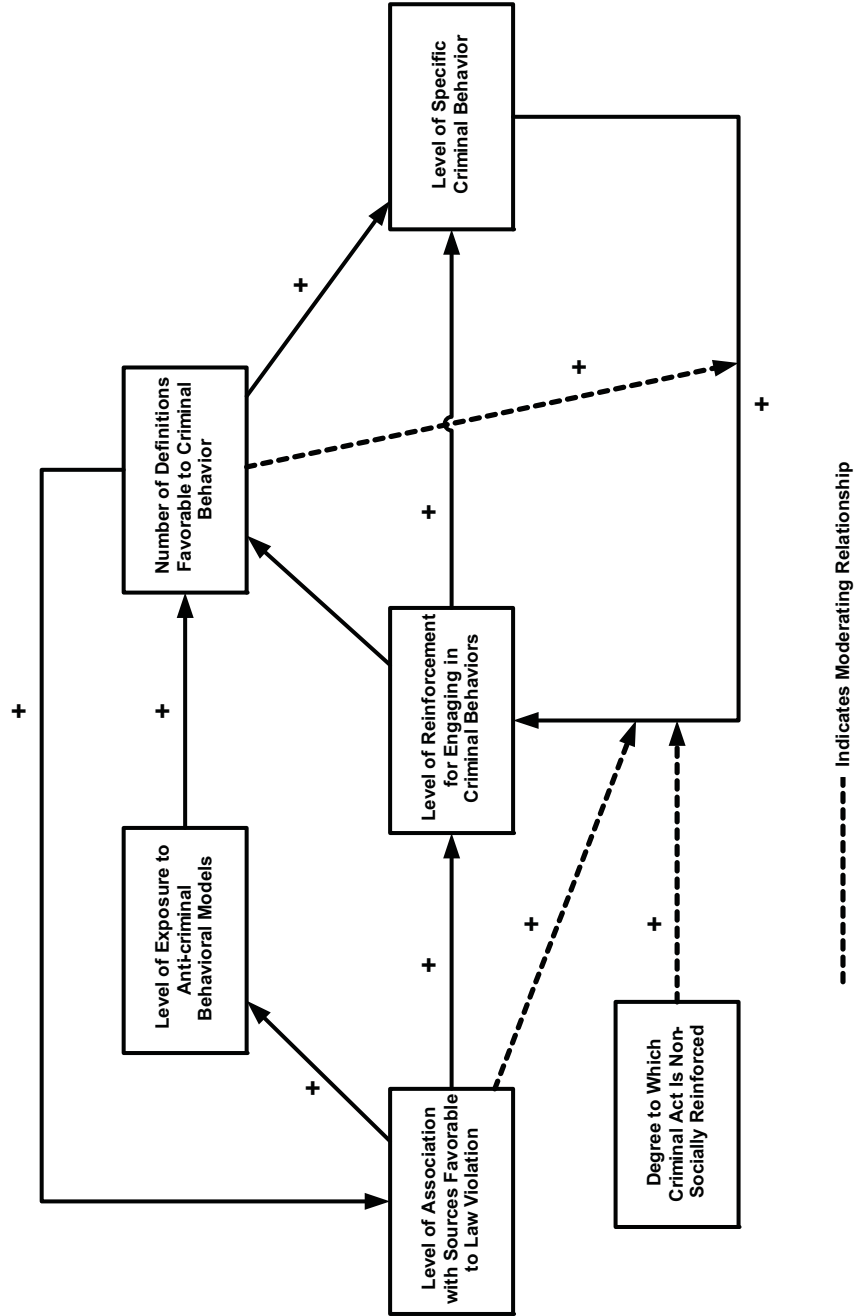 +
Level of Exposure to
Anti-criminal
Behavioral Models
+
Number of Definitions
Favorable to Criminal
Behavior
+
+
Level of Association
with Sources Favorable
to Law Violation
+
Level of Reinforcement
for Engaging in
Criminal Behaviors
+
Level of Specific
Criminal Behavior
+
+
Degree to Which
Criminal Act Is Non-
Socially Reinforced
+
+
Indicates Moderating Relationship